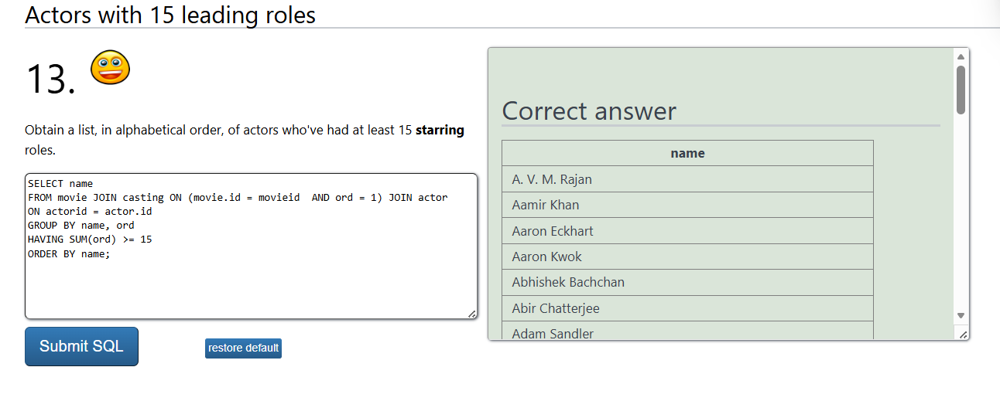 Actors with 15 leading roles
13.
Obtain a list, in alphabetical order, of actors who've had at least 15 starring
roles.
SELECT name
FROM movie JOIN casting ON (movie.id = movieid  AND ord = 1) JOIN actor
ON actorid = actor.id
GROUP BY name, ord
HAVING SUM(ord) >= 15
ORDER BY name;
Submit SQL
restore default
Correct answer
name
A. V. M. Rajan
Aamir Khan
Aaron Eckhart
Aaron Kwok
Abhishek Bachchan
Abir Chatterjee
Adam Sandler